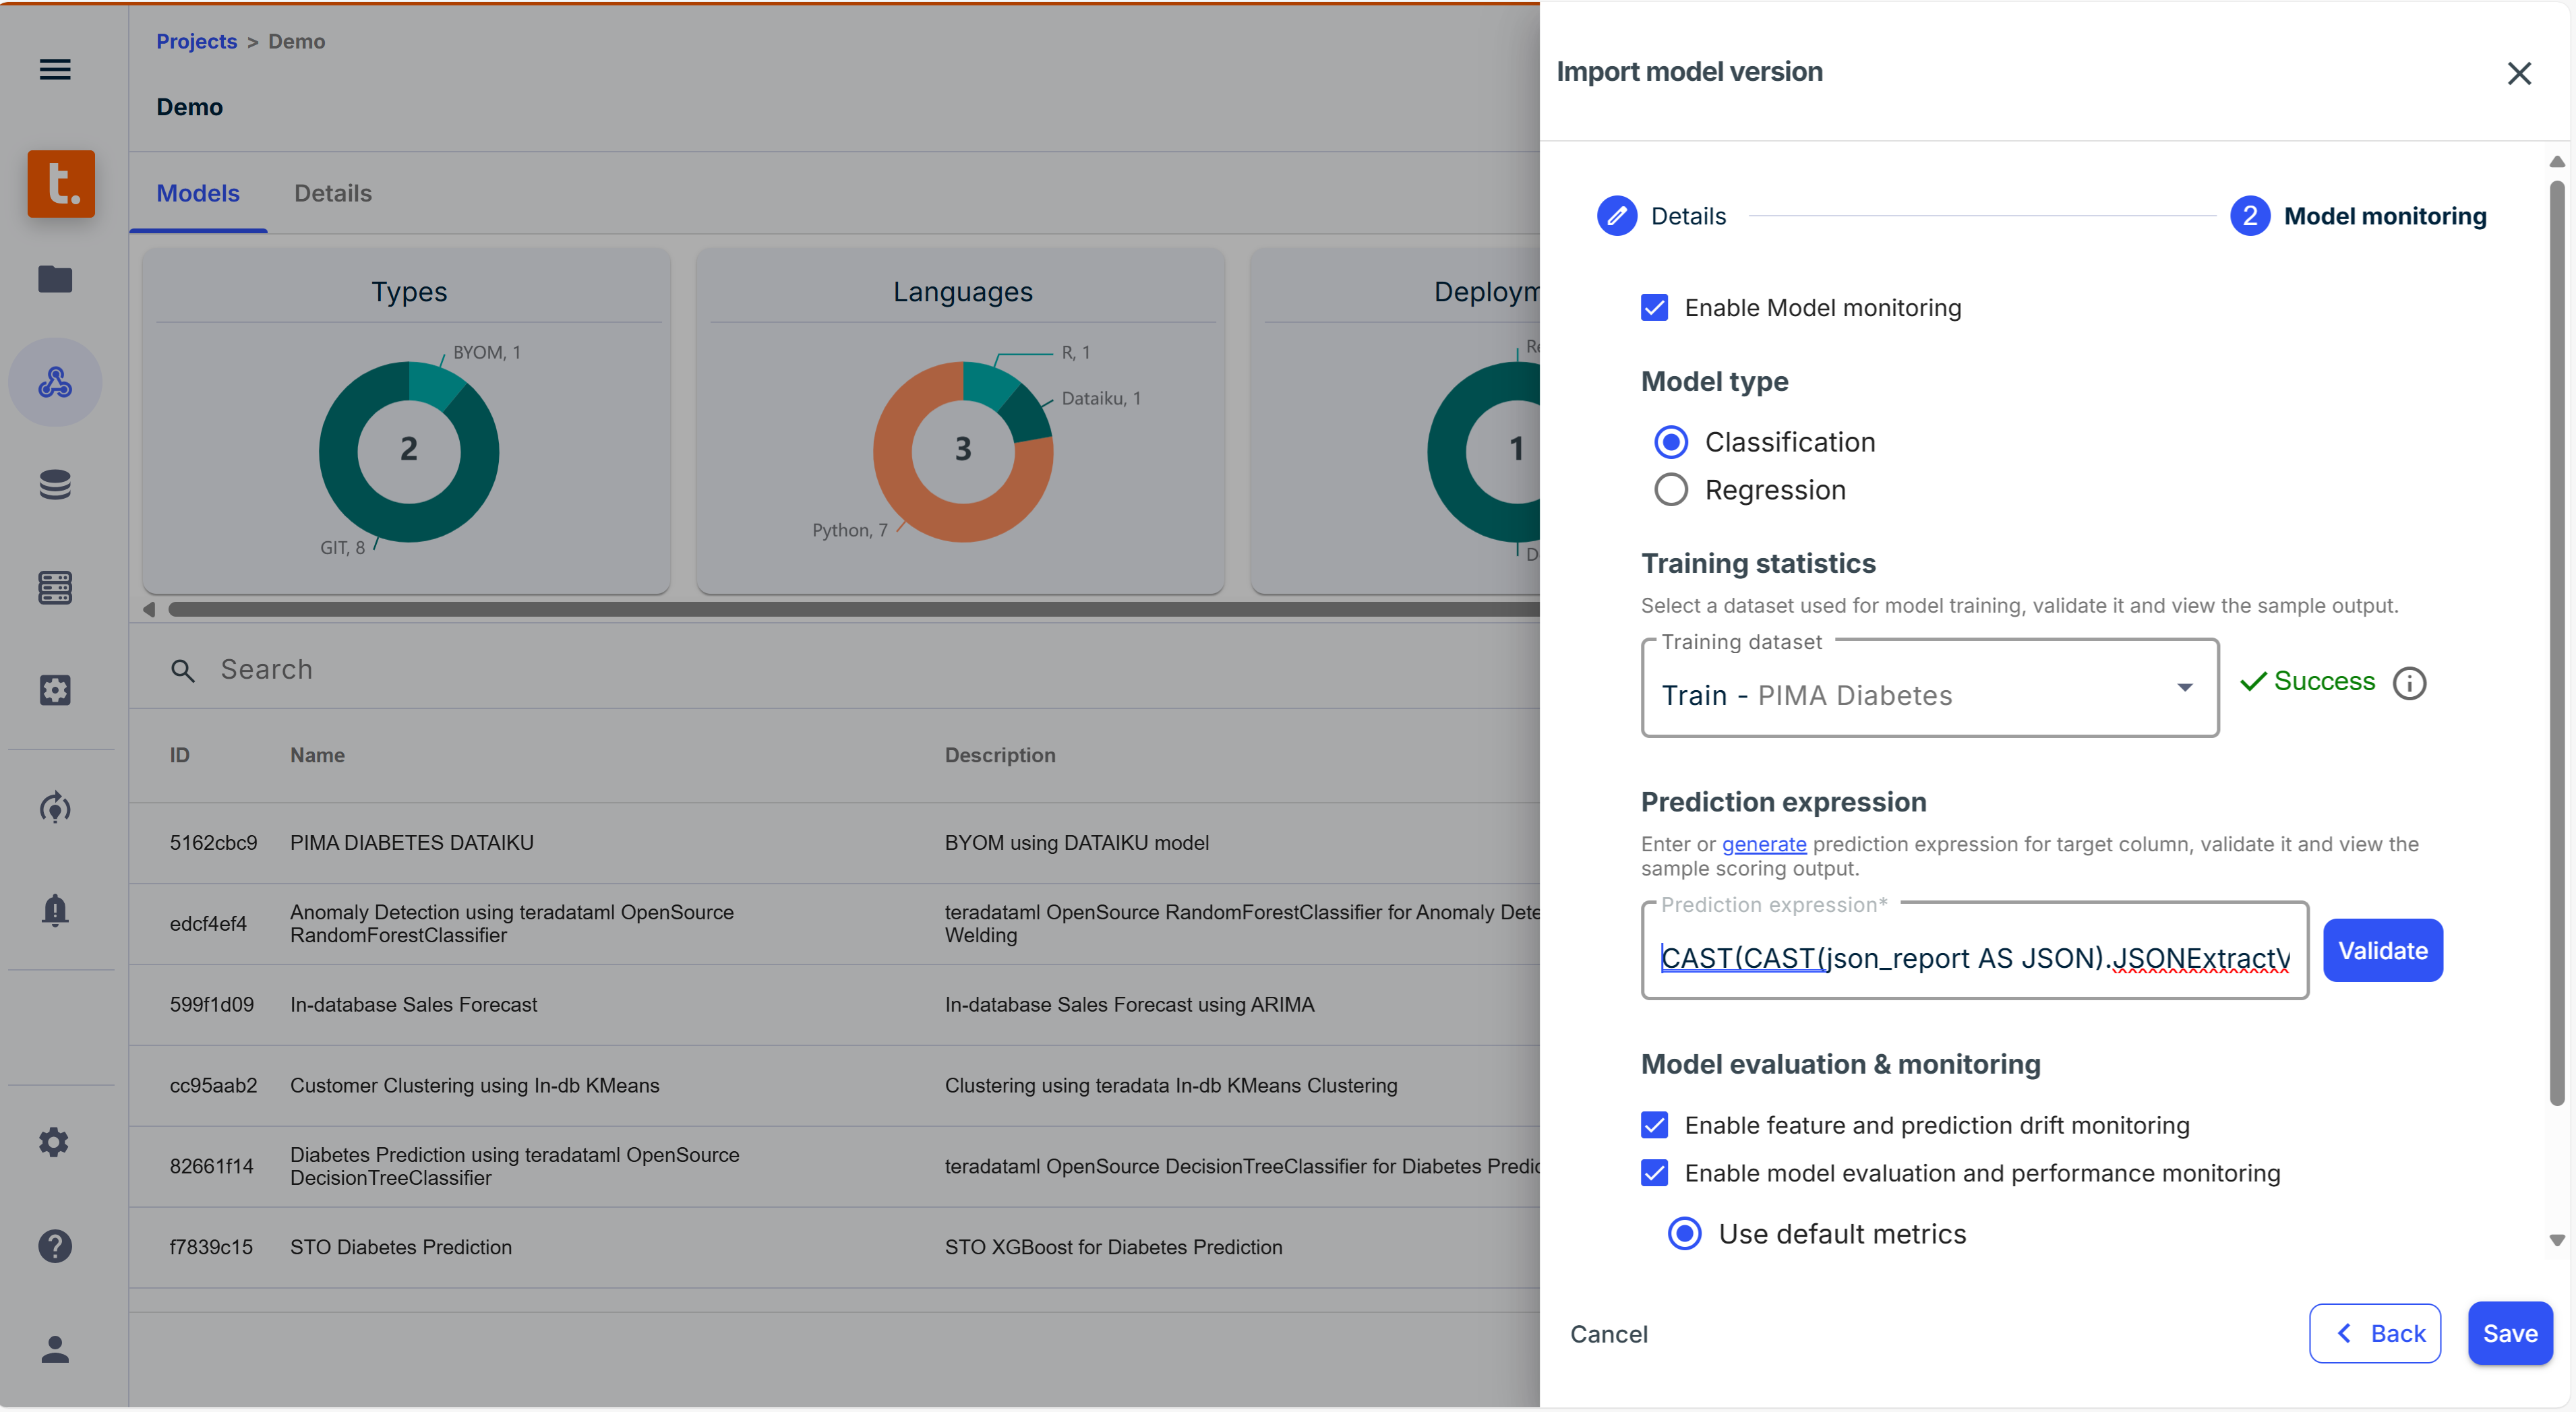 Projects > Demo
Demo
t.
Models
Details
Types
BYOM, 1
2
GIT, 8
Languages
R, 1
Dataiku, 1
3
Python, 7
Deploym
Re
1
D
Search
ID Name Description
5162cbc9 PIMA DIABETES DATAIKU BYOM using DATAIKU model
edcf4ef4 Anomaly Detection using teradataml OpenSource RandomForestClassifier teradataml OpenSource RandomForestClassifier for Anomaly Dete
Welding
599f1d09 In-database Sales Forecast In-database Sales Forecast using ARIMA
cc95aab2 Customer Clustering using In-db KMeans Clustering using teradata In-db KMeans Clustering
82661f14 Diabetes Prediction using teradataml OpenSource DecisionTreeClassifier teradataml OpenSource DecisionTreeClassifier for Diabetes Predic
f7839c15 STO Diabetes Prediction STO XGBoost for Diabetes Prediction
Import model version
Details
2 Model monitoring
Enable Model monitoring
Model type
Classification
Regression
Training statistics
Select a dataset used for model training, validate it and view the sample output.
Training dataset
Train - PIMA Diabetes
Success
Prediction expression
Enter or generate prediction expression for target column, validate it and view the
sample scoring output.
Prediction expression*
CAST(CAST(json_report AS JSON).JSONExtractV
Validate
Model evaluation & monitoring
Enable feature and prediction drift monitoring
Enable model evaluation and performance monitoring
Use default metrics
Cancel
Back
Save